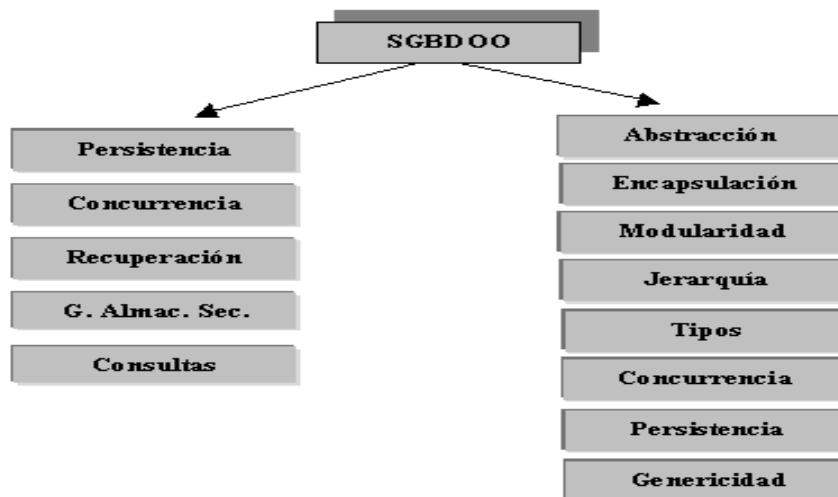 SGBDOO
Persistencia
Concurrencia
Recuperación
G. Almac. Sec.
Consultas
Abstracción
Encapsulación
Modularidad
Jerarquía
Tipos
Concurrencia
Persistencia
Genericidad